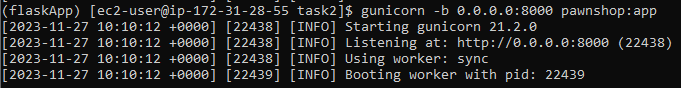 (flaskApp) [ec2-user@ip-172-31-28-55 task2]$ gunicorn -b 0.0.0.0:8000 pawnshop:app
[2023-11-27 10:10:12 +0000] [22438] [INFO] Starting gunicorn 21.2.0
[2023-11-27 10:10:12 +0000] [22438] [INFO] Listening at: http://0.0.0.0:8000 (22438)
[2023-11-27 10:10:12 +0000] [22438] [INFO] Using worker: sync
[2023-11-27 10:10:12 +0000] [22439] [INFO] Booting worker with pid: 22439